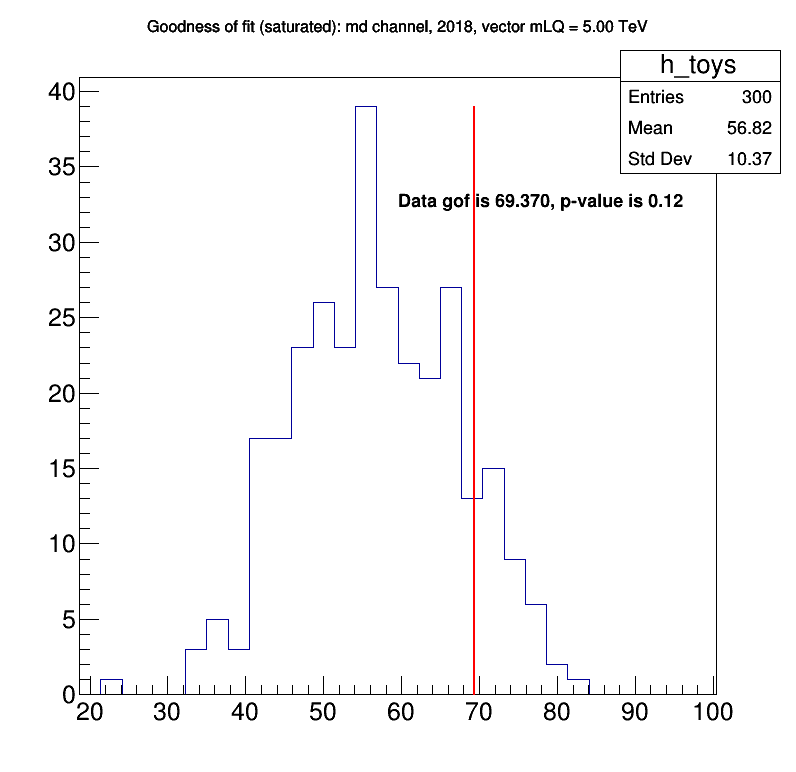 Goodness of fit (saturated): md channel, 2018, vector mLQ = 5.00 TeV
h_toys
Entries 300
Mean 56.82
Std Dev 10.37
Data gof is 69.370, p-value is 0.12
40
35
30
25
20
15
10
5
0
20 30 40 50 60 70 80 90 100